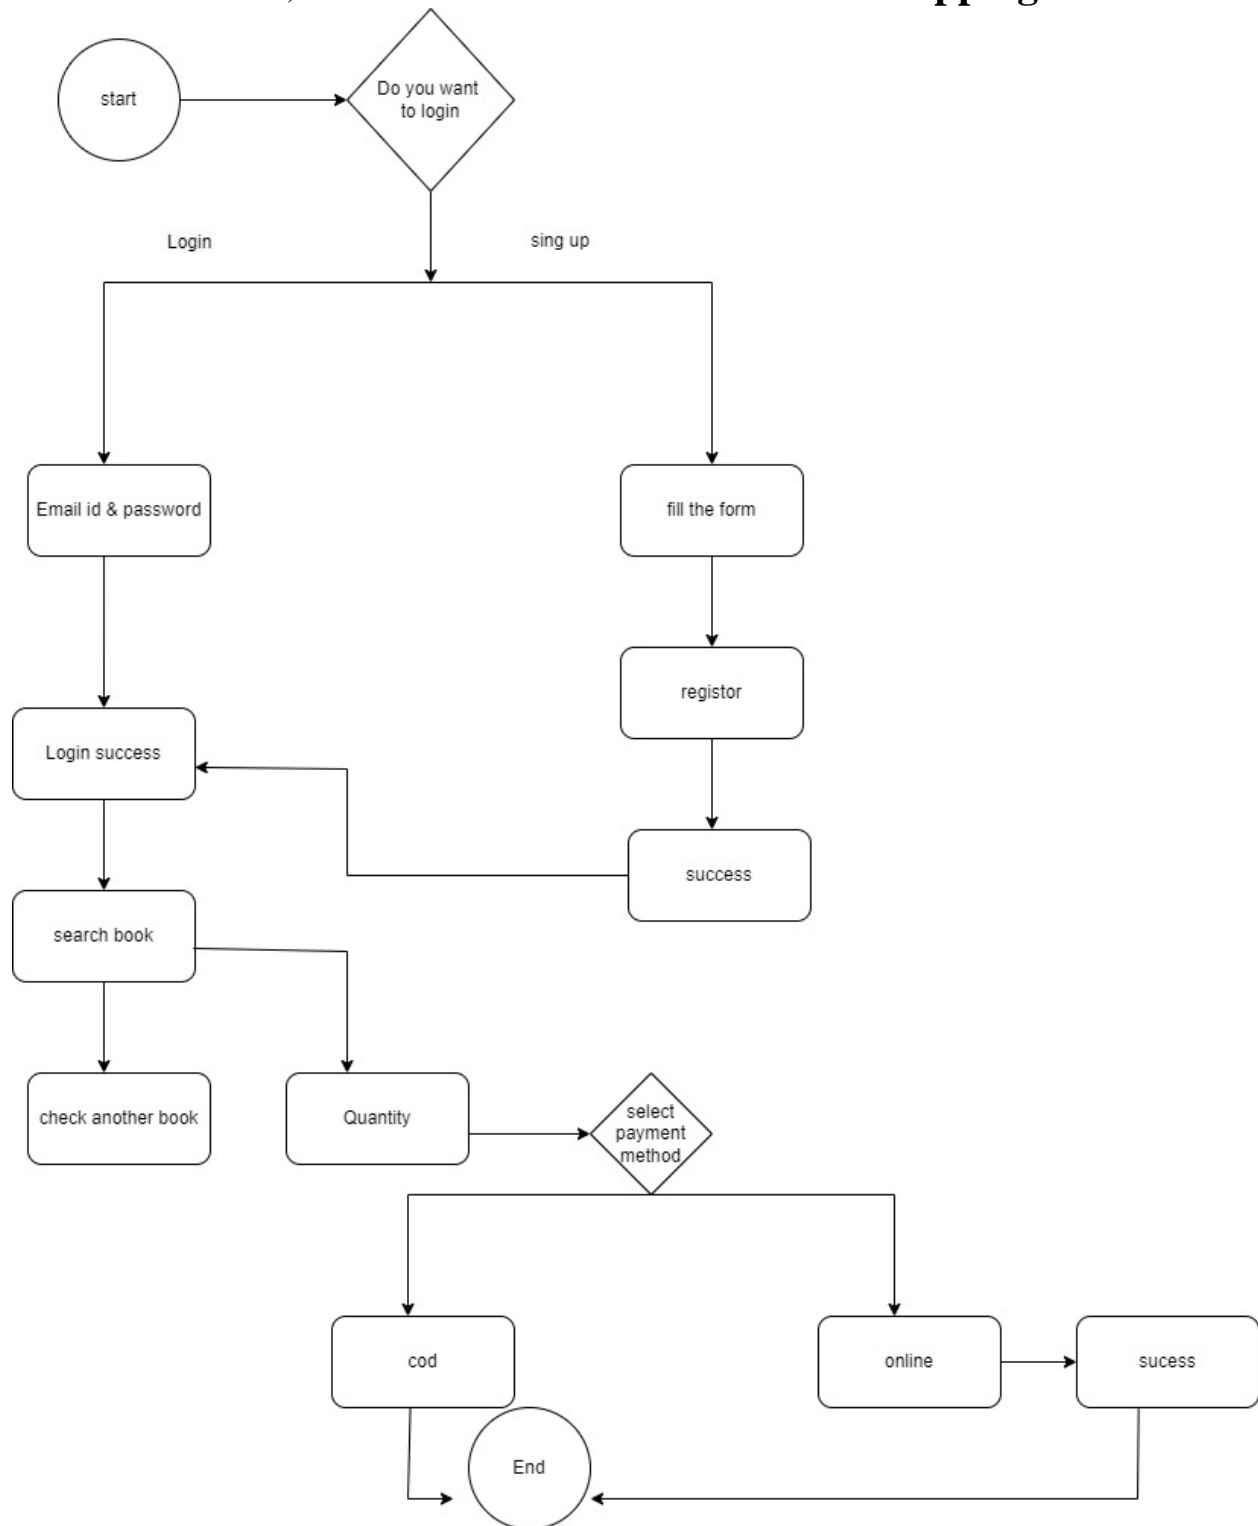 start
Do you want
to login
Login
sing up
Email id & password
fill the form
registor
Login success
success
search book
check another book
Quantity
select
payment
method
cod
online
sucess
End